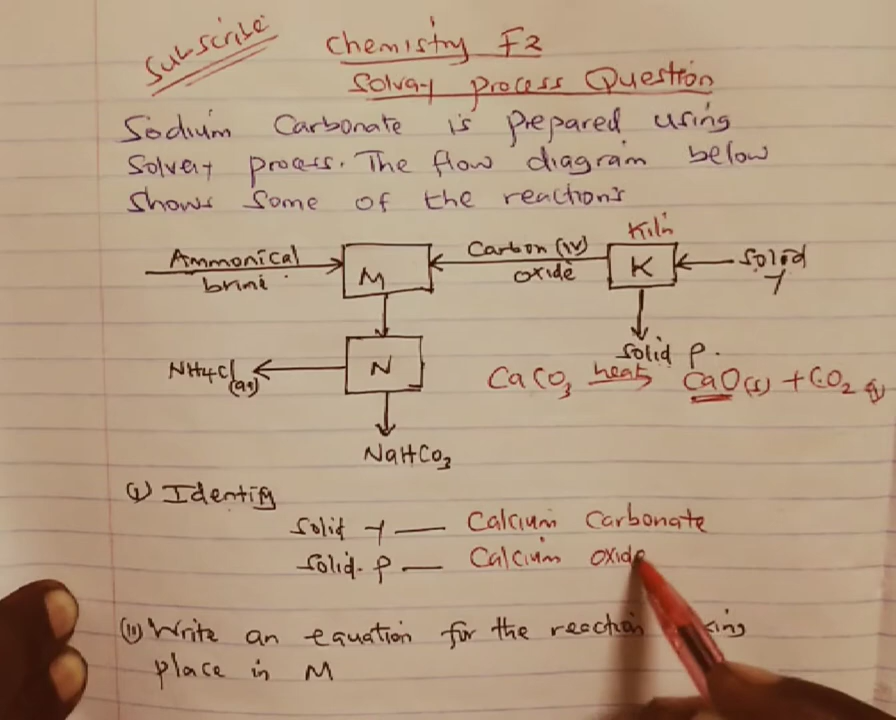 Subscribe
Chemistry F2
Solvay process Question
Sodium Carbonate is prepared using
Solvay process. The flow diagram below
shows some of the reactions
Kiln
Ammonical
brine
M
Carbon (iv)
oxide
K
Solid
Y
solid P.
NH4Cl(aq)
N
CaCO3 heat CaO(s) + CO2 (g)
NaHCO3
(i) Identify
Solid Y — Calcium Carbonate
Solid P — Calcium oxide
(ii) Write an equation for the reaction
place in M